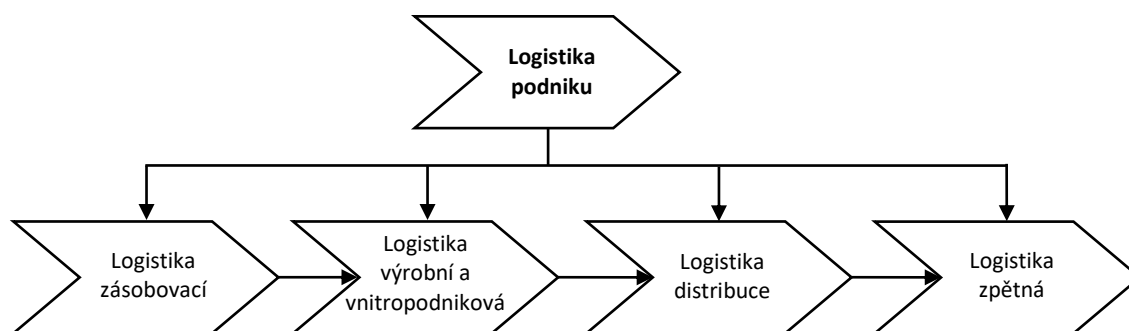 Logistika
podniku
Logistika
zásobovací
Logistika
výrobní a
vnitropodniková
Logistika
distribuce
Logistika
zpětná